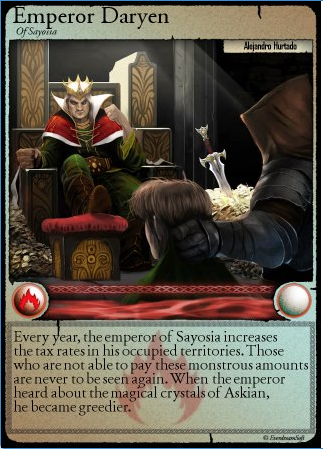 Emperor Daryen
Of Sayosia
Alejandro Hurtado
Every year, the emperor of Sayosia increases
the tax rates in his occupied territories. Those
who are not able to pay these monstrous amounts
are never to be seen again. When the emperor
heard about the magical crystals of Askian,
he became greedier.
© EverdreamSoft